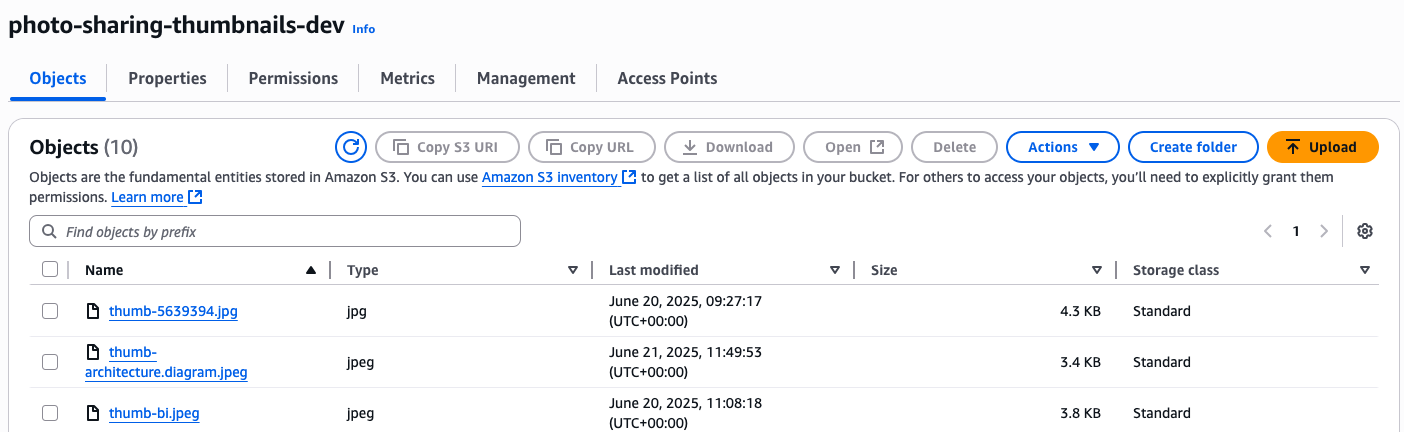 photo-sharing-thumbnails-dev Info
Objects Properties Permissions Metrics Management Access Points
Objects (10) Copy S3 URI Copy URL Download Open Delete Actions Create folder Upload
Objects are the fundamental entities stored in Amazon S3. You can use Amazon S3 inventory to get a list of all objects in your bucket. For others to access your objects, you’ll need to explicitly grant them
permissions. Learn more
Find objects by prefix 1
Name Type Last modified Size Storage class
thumb-5639394.jpg jpg June 20, 2025, 09:27:17 4.3 KB Standard
(UTC+00:00)
thumb- jpeg June 21, 2025, 11:49:53 3.4 KB Standard
architecture.diagram.jpeg (UTC+00:00)
thumb-bi.jpeg jpeg June 20, 2025, 11:08:18 3.8 KB Standard
(UTC+00:00)